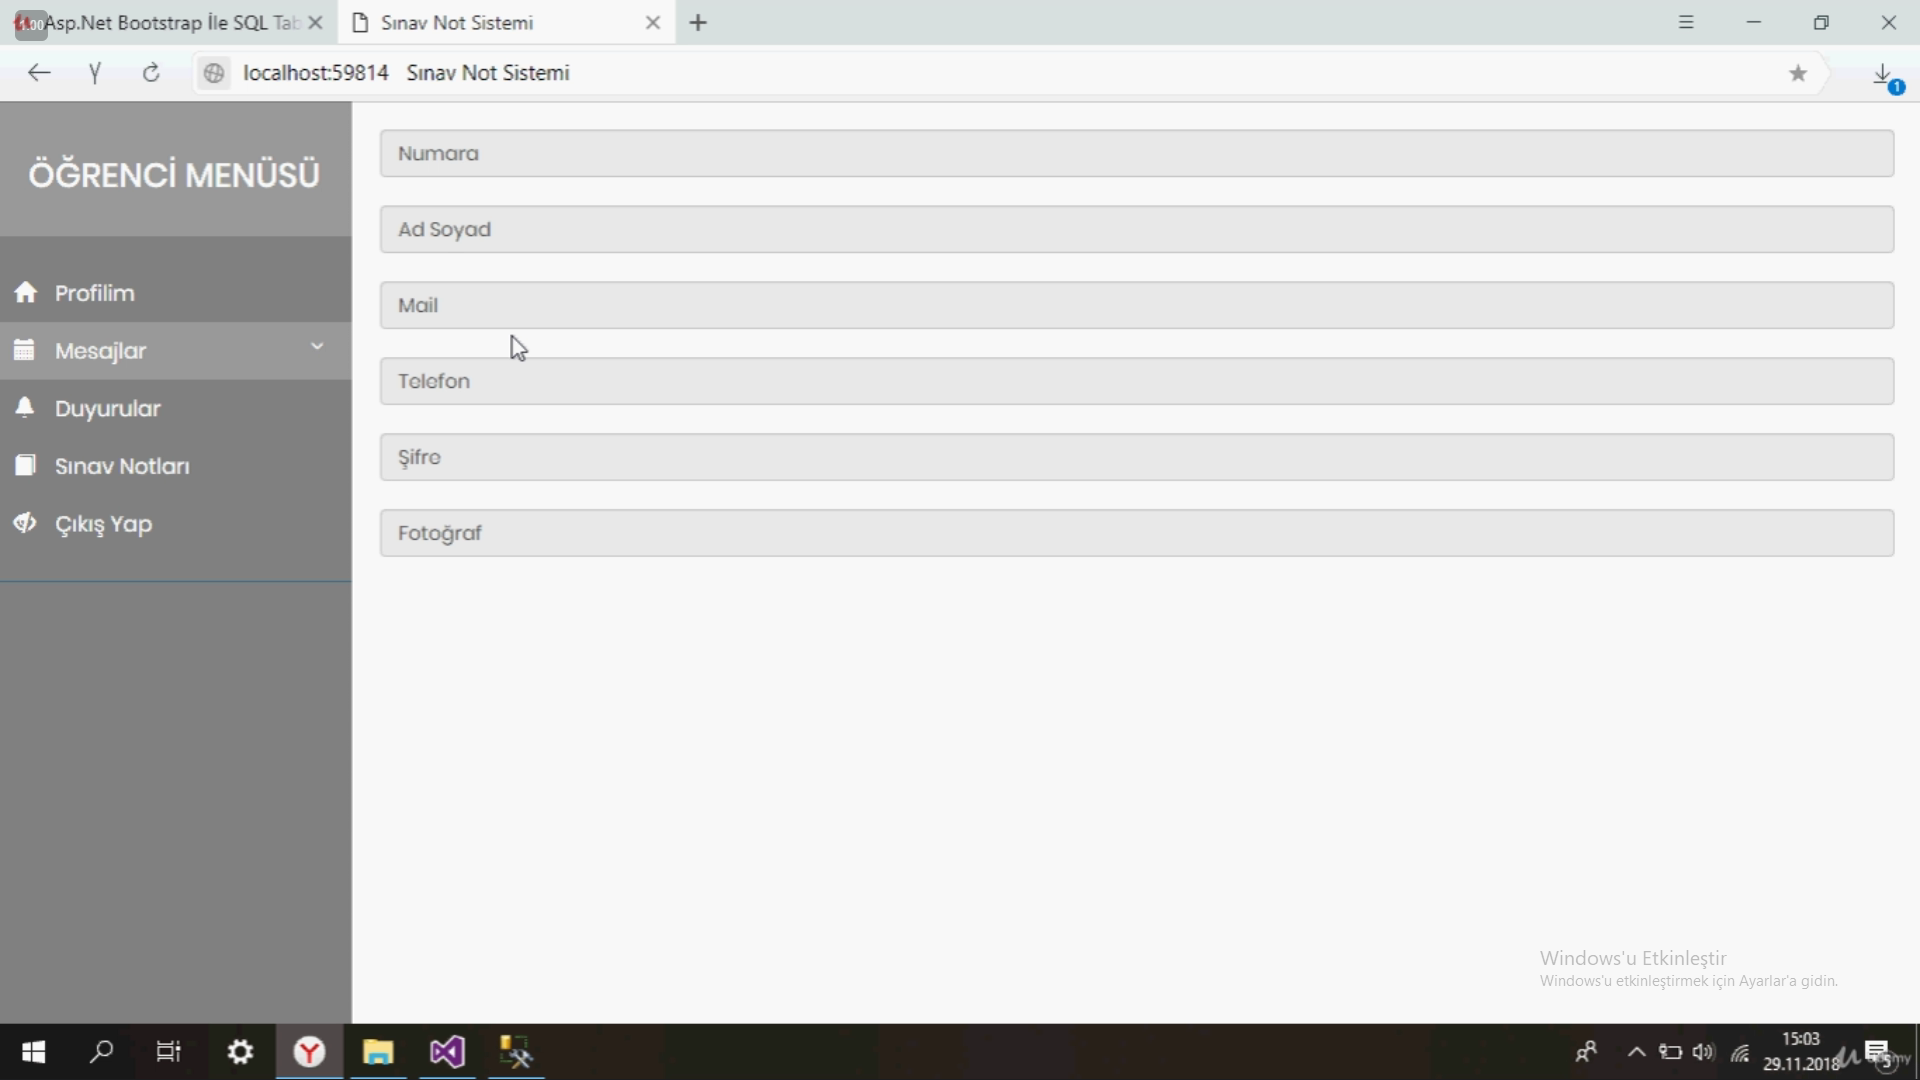 Asp.Net Bootstrap İle SQL Tab
Sınav Not Sistemi
localhost:59814 Sınav Not Sistemi
1
ÖĞRENCİ MENÜSÜ
Profilim
Mesajlar
Duyurular
Sınav Notları
Çıkış Yap
Numara
Ad Soyad
Mail
Telefon
Şifre
Fotoğraf
Windows'u Etkinleştir
Windows'u etkinleştirmek için Ayarlar'a gidin.
15:03
29.11.2018
5